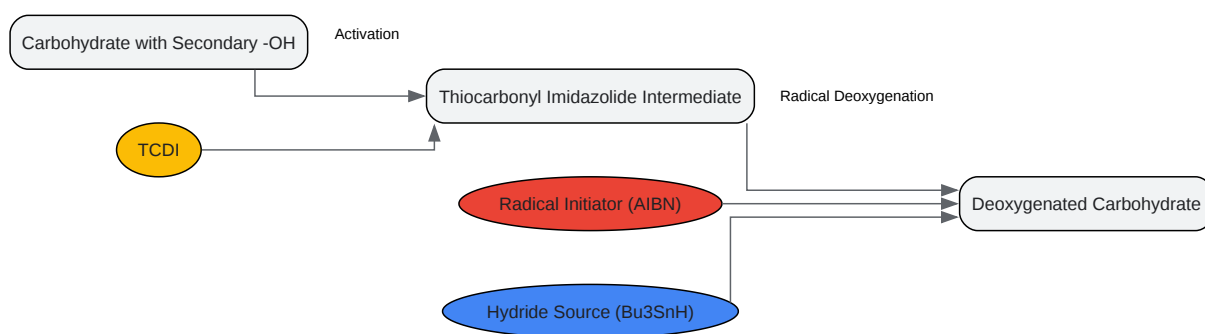 Carbohydrate with Secondary -OH
Activation
Thiocarbonyl Imidazolide Intermediate
Radical Deoxygenation
TCDI
Radical Initiator (AIBN)
Deoxygenated Carbohydrate
Hydride Source (Bu3SnH)